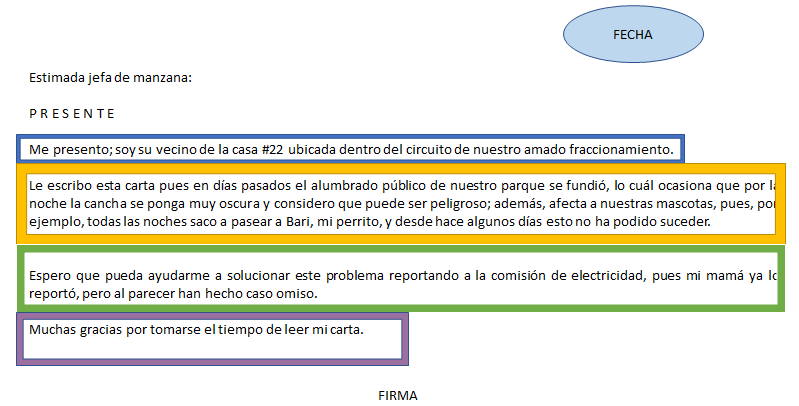 FECHA
Estimada jefa de manzana:
P R E S E N T E
Me presento; soy su vecino de la casa #22 ubicada dentro del circuito de nuestro amado fraccionamiento.
Le escribo esta carta pues en días pasados el alumbrado público de nuestro parque se fundió, lo cuál ocasiona que por la
noche la cancha se ponga muy oscura y considero que puede ser peligroso; además, afecta a nuestras mascotas, pues, por
ejemplo, todas las noches saco a pasear a Bari, mi perrito, y desde hace algunos días esto no ha podido suceder.
Espero que pueda ayudarme a solucionar este problema reportando a la comisión de electricidad, pues mi mamá ya lo
reportó, pero al parecer han hecho caso omiso.
Muchas gracias por tomarse el tiempo de leer mi carta.
FIRMA